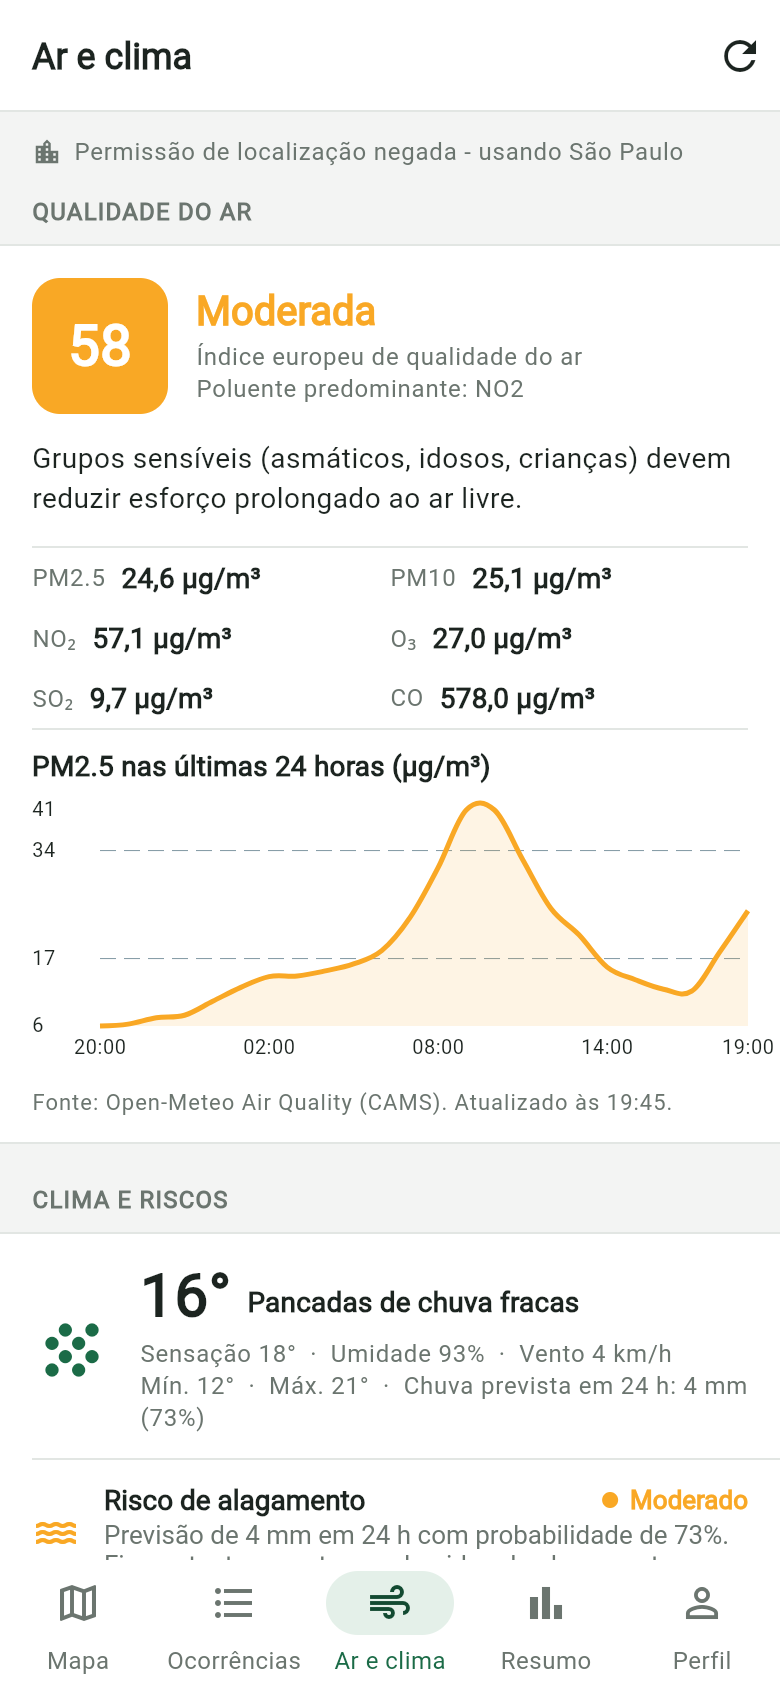 Ar e clima
Permissão de localização negada - usando São Paulo
QUALIDADE DO AR
58
Moderada
Índice europeu de qualidade do ar
Poluente predominante: NO2
Grupos sensíveis (asmáticos, idosos, crianças) devem
reduzir esforço prolongado ao ar livre.
PM2.5 24,6 µg/m³ PM10 25,1 µg/m³
NO₂ 57,1 µg/m³ O₃ 27,0 µg/m³
SO₂ 9,7 µg/m³ CO 578,0 µg/m³
PM2.5 nas últimas 24 horas (µg/m³)
41
34
17
6
20:00 02:00 08:00 14:00 19:00
Fonte: Open-Meteo Air Quality (CAMS). Atualizado às 19:45.
CLIMA E RISCOS
16° Pancadas de chuva fracas
Sensação 18° · Umidade 93% · Vento 4 km/h
Mín. 12° · Máx. 21° · Chuva prevista em 24 h: 4 mm
(73%)
Risco de alagamento Moderado
Previsão de 4 mm em 24 h com probabilidade de 73%.
Mapa Ocorrências Ar e clima Resumo Perfil